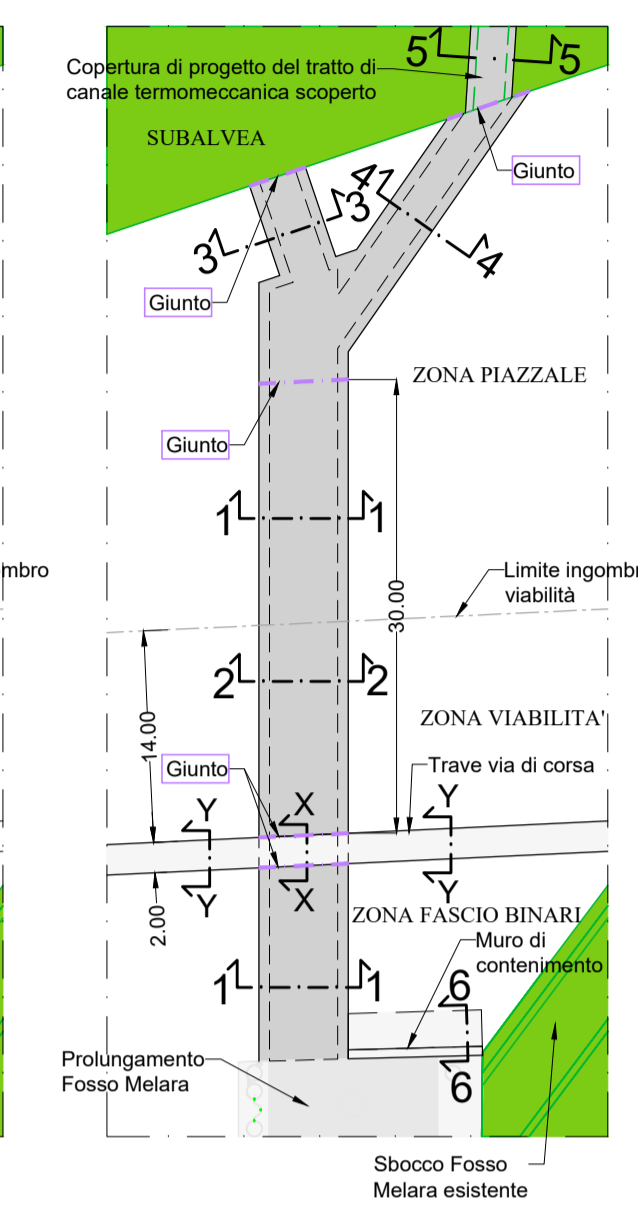 5 5
Copertura di progetto del tratto di
canale termomeccanica scoperto
SUBALVEA
Giunto
3 3
4 4
Giunto
ZONA PIAZZALE
Giunto
1 1
mbro
Limite ingombr
viabilità
30.00
2 2
14.00
ZONA VIABILITA'
Giunto
Trave via di corsa
Y X Y
Y X Y
2.00
ZONA FASCIO BINARI
Muro di
contenimento
1 1
6
6
Prolungamento
Fosso Melara
Sbocco Fosso
Melara esistente